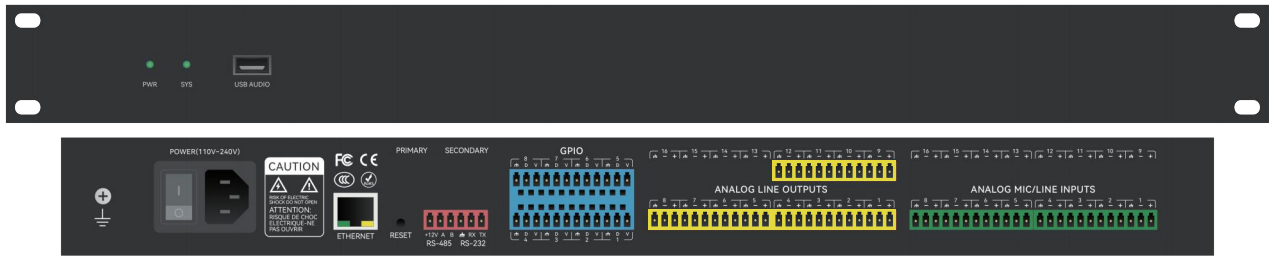 PWR SYS USB AUDIO
POWER(110V~240V)
CAUTION
RISK OF ELECTRIC
SHOCK DO NOT OPEN
ATTENTION:
RISQUE DE CHOC
ELECTRIQUE-NE
PAS OUVRIR
FC CE
CCC
ETHERNET
RESET
PRIMARY SECONDARY
+12V A B RX TX
RS-485 RS-232
GPIO
8 7 6 5
D V D V D V D V
D V D V D V D V
4 3 2 1
16 15 14 13 12 11 10 9
- + - + - + - + - + - + - + - +
ANALOG LINE OUTPUTS
8 7 6 5 4 3 2 1
- + - + - + - + - + - + - + - +
16 15 14 13 12 11 10 9
- + - + - + - + - + - + - + - +
ANALOG MIC/LINE INPUTS
8 7 6 5 4 3 2 1
- + - + - + - + - + - + - + - +